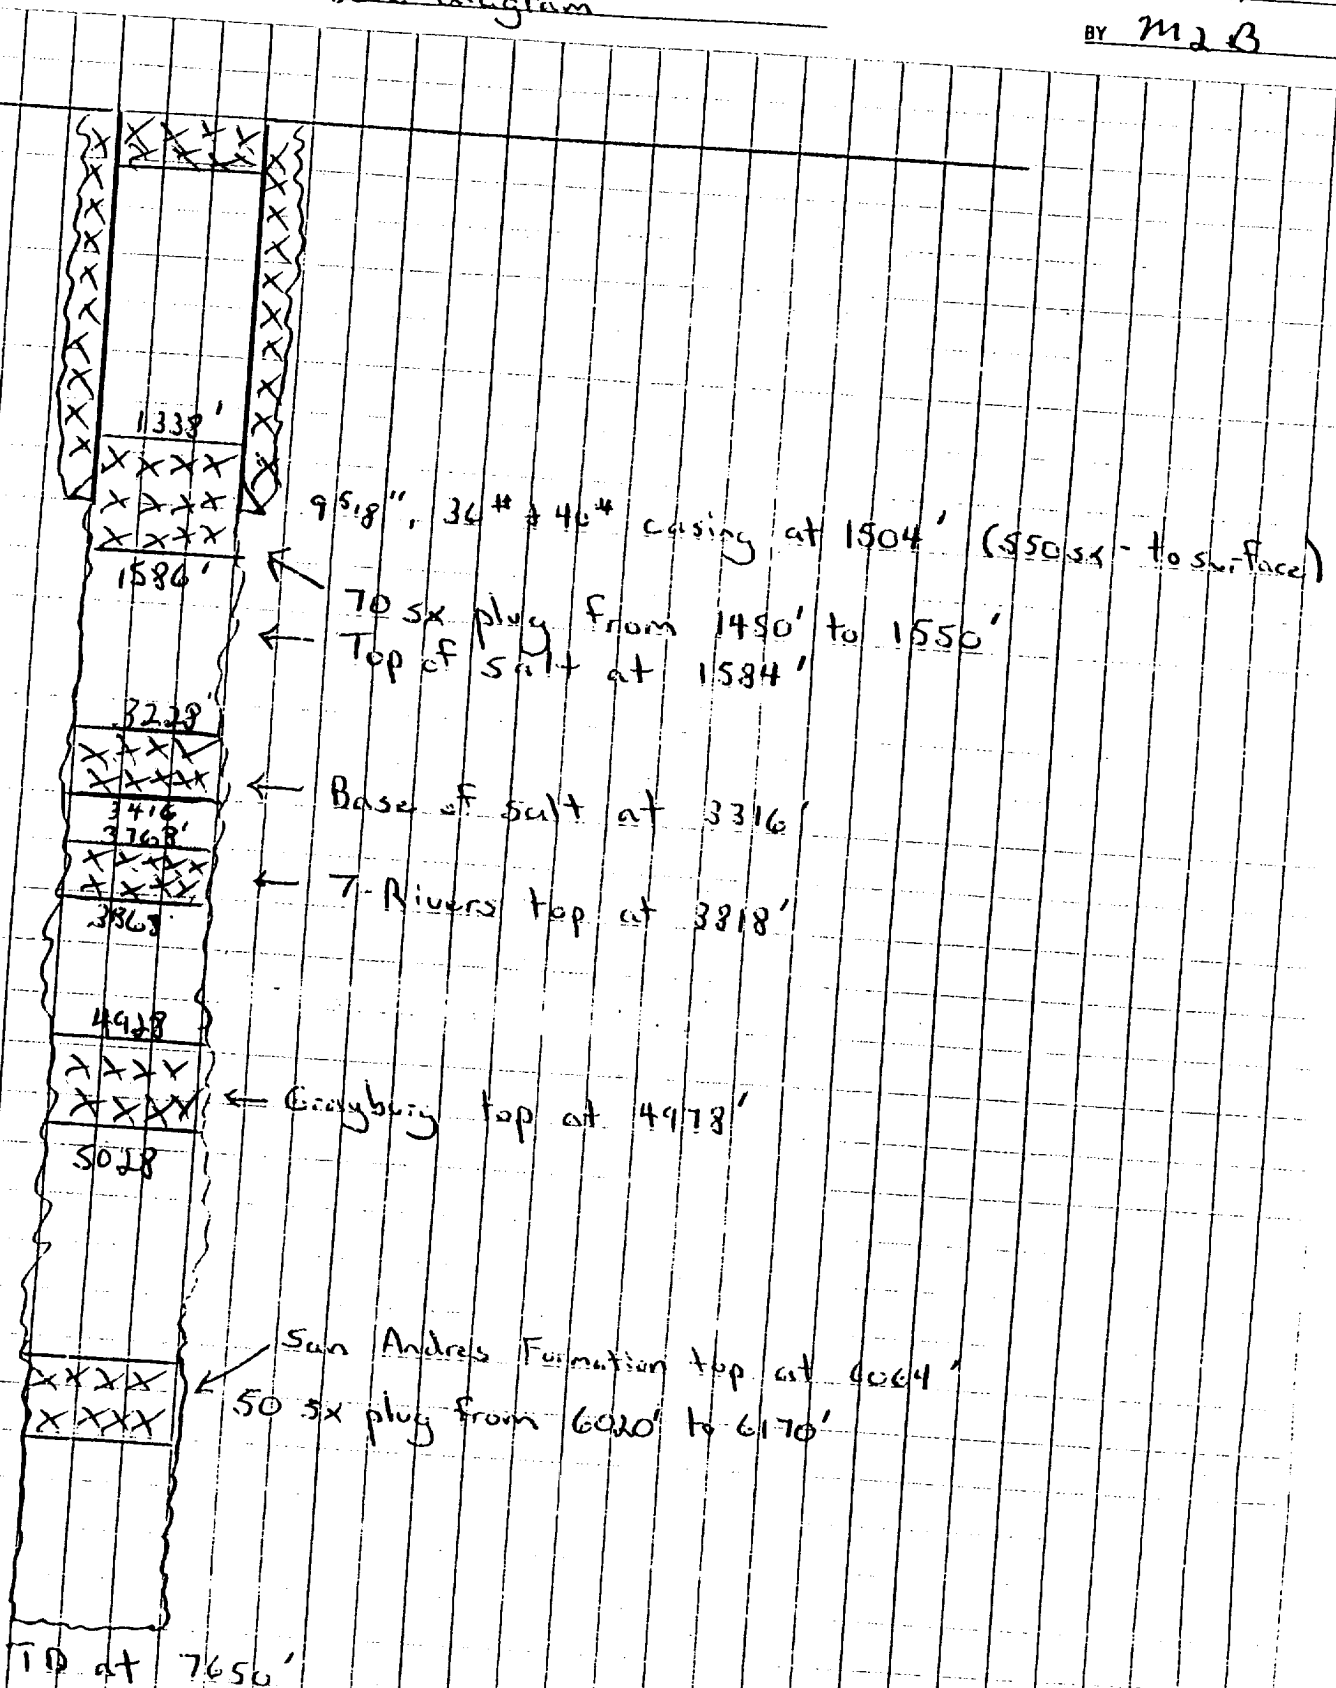 Diagram
BY M2B
1338'
9 5/8", 36# & 40# casing at 1504' (550sx - to surface)
1586'
70 sx plug from 1450' to 1550'
Top of salt at 1584'
3228'
Base of salt at 3316'
3416
3768'
7-Rivers top at 3818'
3868'
4928
Grayburg top at 4978'
5028
San Andres Formation top at 6064'
50 sx plug from 6020' to 6170'
TD at 7650'